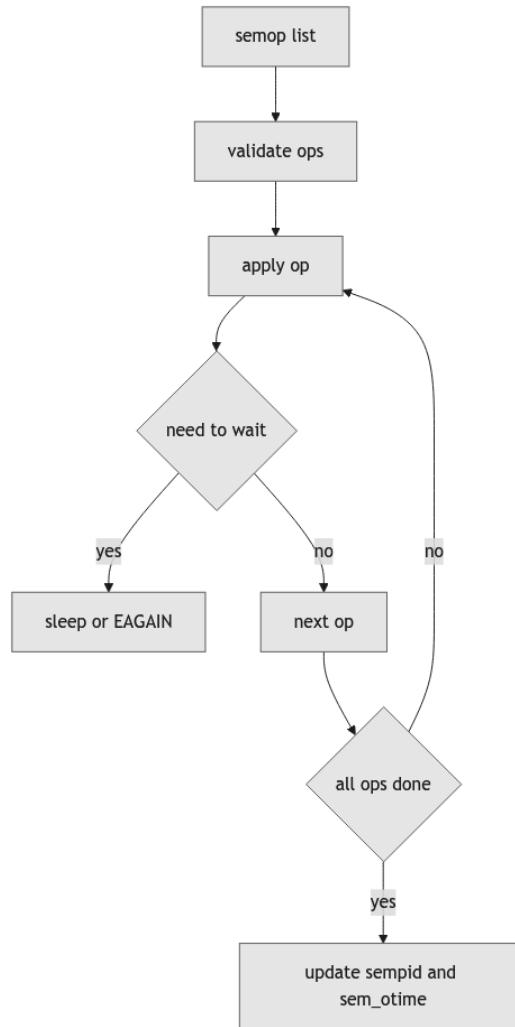 semop list
validate ops
apply op
need to wait
yes
no
no
sleep or EAGAIN
next op
all ops done
yes
update sempid and
sem_otime